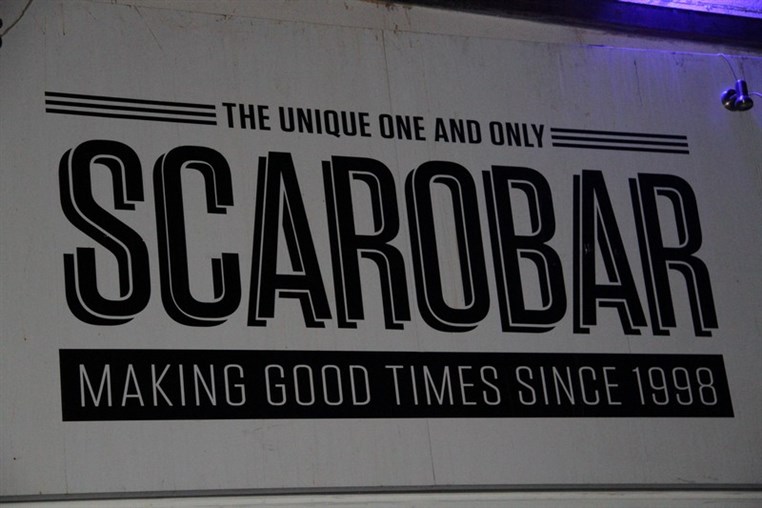 THE UNIQUE ONE AND ONLY
SCAROBAR
MAKING GOOD TIMES SINCE 1998